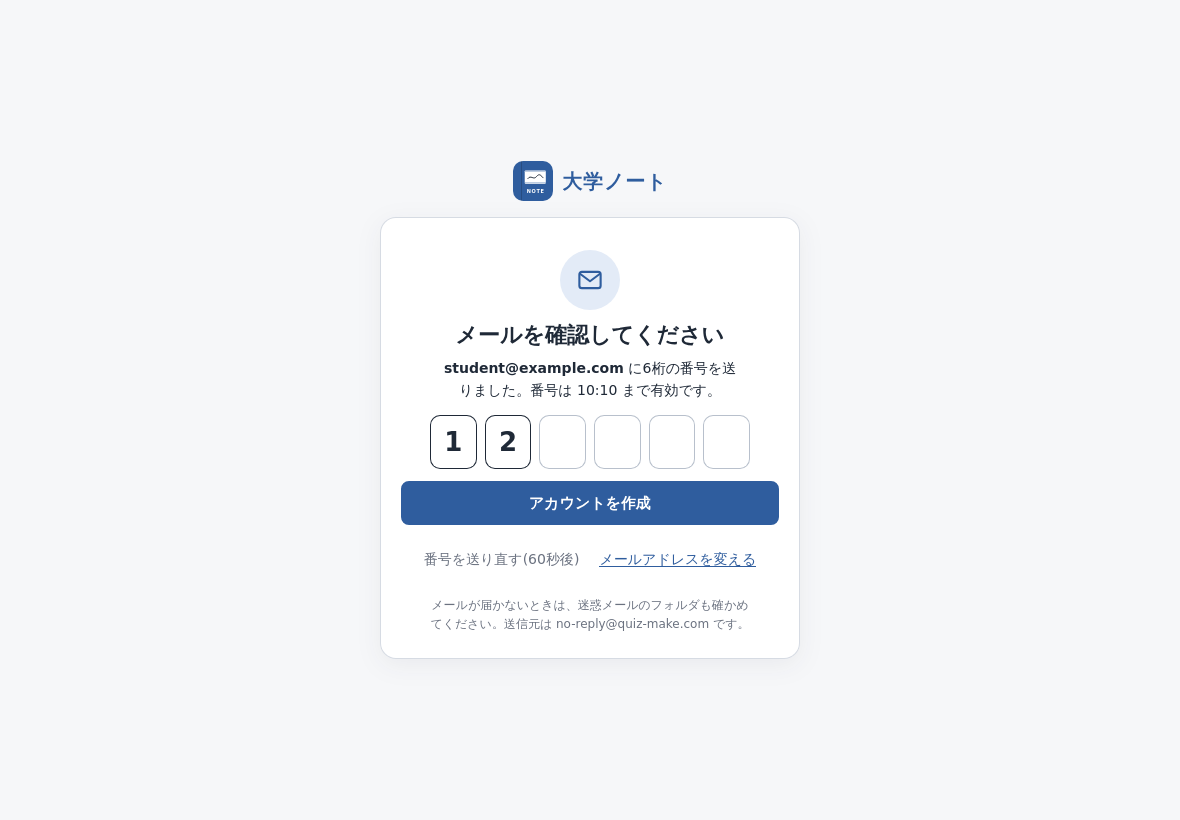 NOTE
大学ノート
メールを確認してください
student@example.com に6桁の番号を送
りました。番号は 10:10 まで有効です。
1 2
アカウントを作成
番号を送り直す(60秒後) メールアドレスを変える
メールが届かないときは、迷惑メールのフォルダも確かめ
てください。送信元は no-reply@quiz-make.com です。